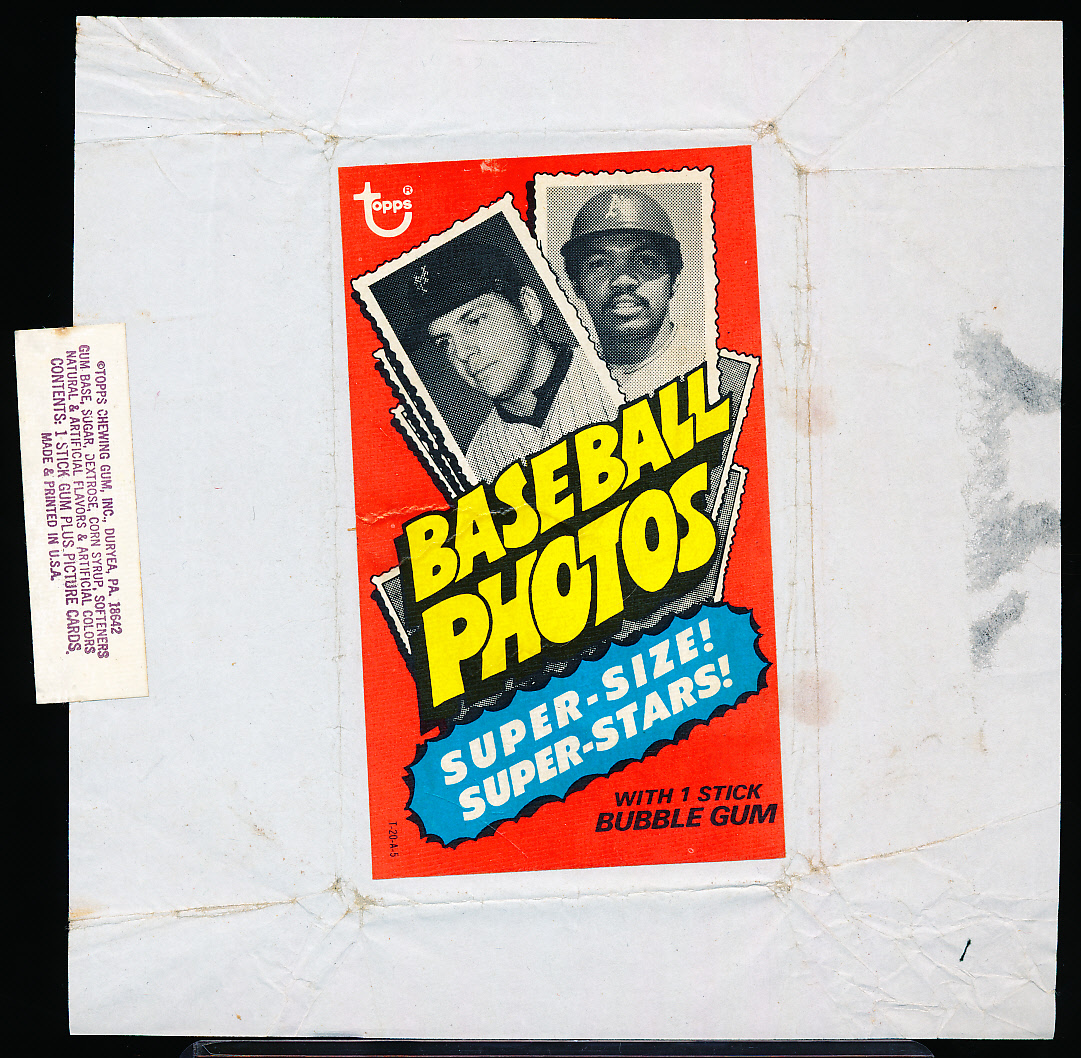 topps®
BASEBALL
PHOTOS
SUPER-SIZE!
SUPER-STARS!
WITH 1 STICK
BUBBLE GUM
T-20-A-5
©TOPPS CHEWING GUM, INC., DURYEA, PA. 18642
GUM BASE, SUGAR, DEXTROSE, CORN SYRUP, SOFTENERS
NATURAL & ARTIFICIAL FLAVORS & ARTIFICIAL COLORS
CONTENTS: 1 STICK GUM PLUS PICTURE CARDS.
MADE & PRINTED IN U.S.A.